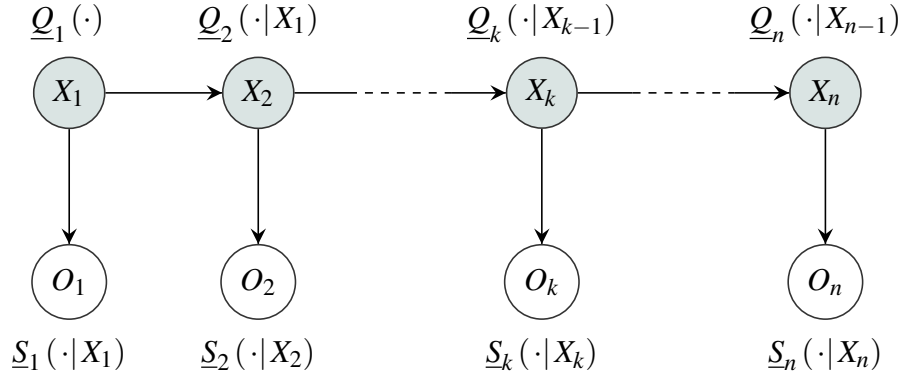 Q̲₁(·) Q̲₂(·|X₁) Q̲ₖ(·|Xₖ₋₁) Q̲ₙ(·|Xₙ₋₁)
X₁ X₂ Xₖ Xₙ
O₁ O₂ Oₖ Oₙ
S̲₁(·|X₁) S̲₂(·|X₂) S̲ₖ(·|Xₖ) S̲ₙ(·|Xₙ)